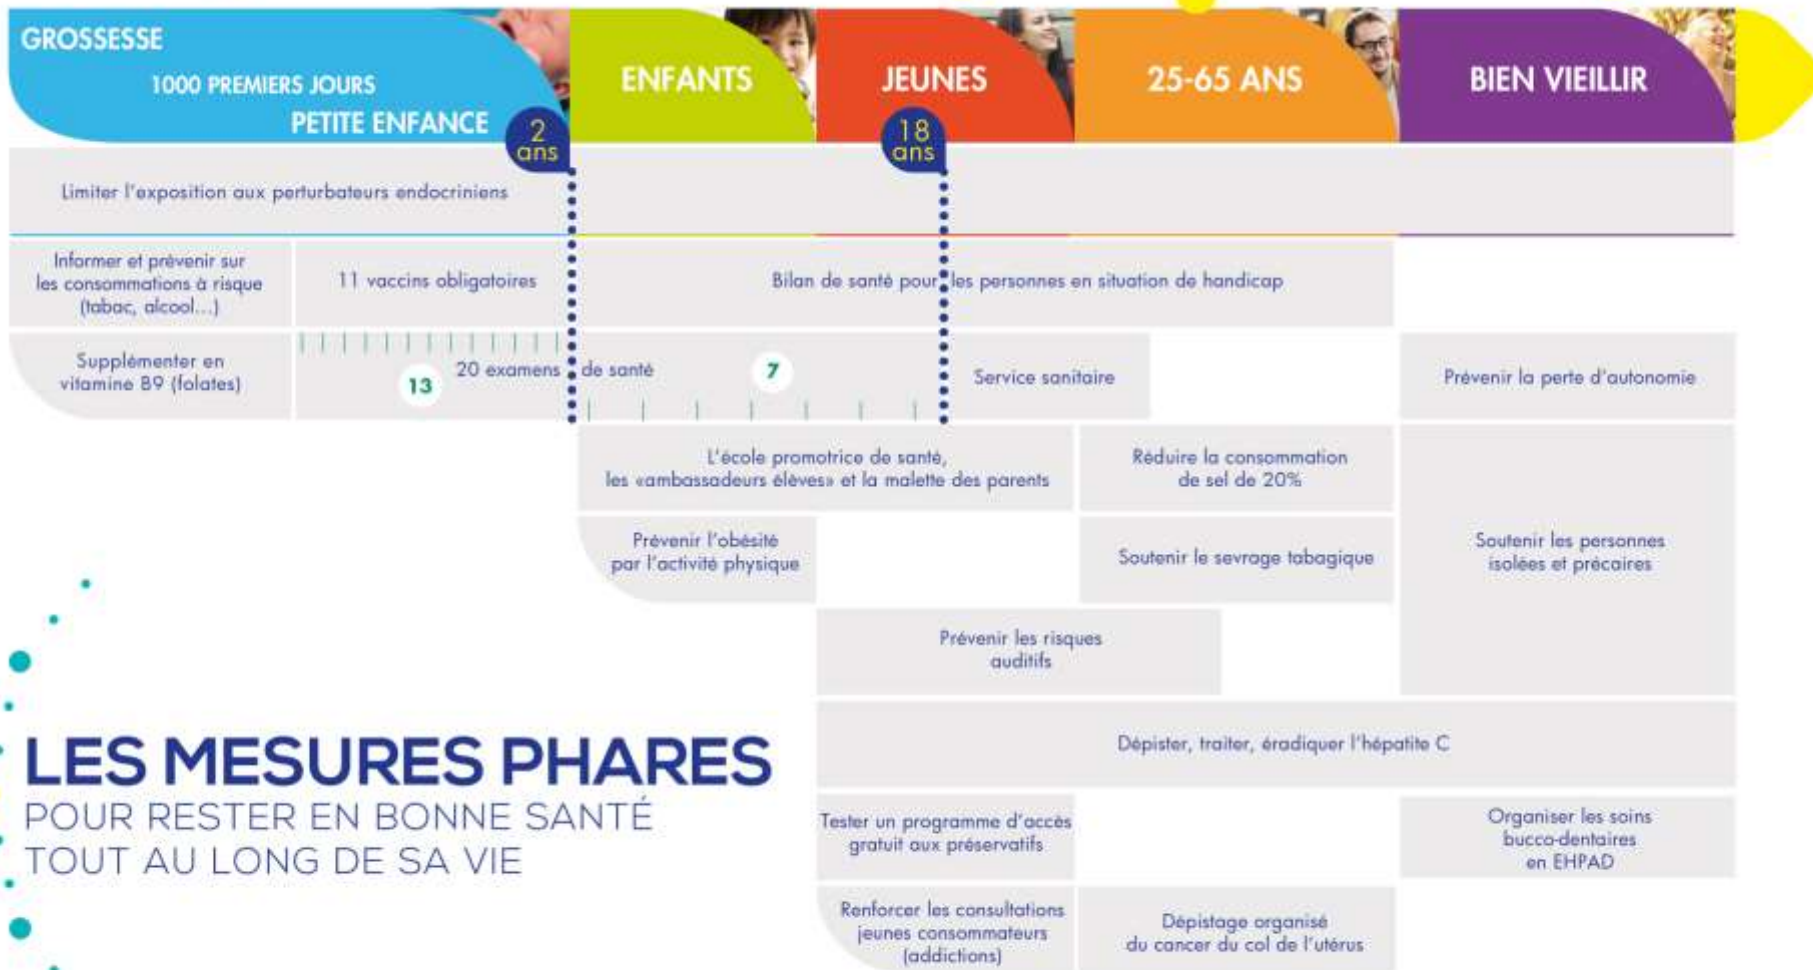 GROSSESSE
1000 PREMIERS JOURS
PETITE ENFANCE
2
ans
ENFANTS
JEUNES
18
ans
25-65 ANS
BIEN VIEILLIR
Limiter l'exposition aux perturbateurs endocriniens
Informer et prévenir sur
les consommations à risque
(tabac, alcool...)
11 vaccins obligatoires
Bilan de santé pour les personnes en situation de handicap
Supplémenter en
vitamine B9 (folates)
13
20 examens de santé
7
Service sanitaire
Prévenir la perte d'autonomie
L'école promotrice de santé,
les «ambassadeurs élèves» et la malette des parents
Réduire la consommation
de sel de 20%
Prévenir l'obésité
par l'activité physique
Soutenir le sevrage tabagique
Soutenir les personnes
isolées et précaires
Prévenir les risques
auditifs
Dépister, traiter, éradiquer l'hépatite C
LES MESURES PHARES
POUR RESTER EN BONNE SANTÉ
TOUT AU LONG DE SA VIE
Tester un programme d'accès
gratuit aux préservatifs
Organiser les soins
bucco-dentaires
en EHPAD
Renforcer les consultations
jeunes consommateurs
(addictions)
Dépistage organisé
du cancer du col de l'utérus